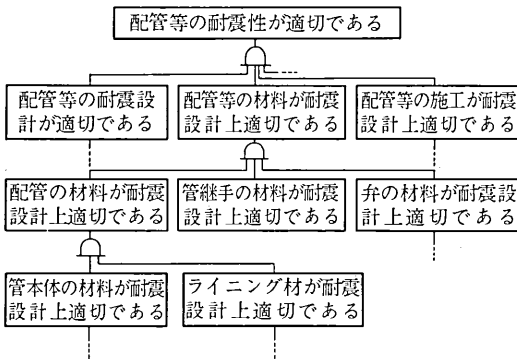 配管等の耐震性が適切である
配管等の耐震設
計が適切である
配管等の材料が耐震
設計上適切である
配管等の施工が耐震
設計上適切である
配管の材料が耐震
設計上適切である
管継手の材料が耐震
設計上適切である
弁の材料が耐震設
計上適切である
管本体の材料が耐震
設計上適切である
ライニング材が耐震
設計上適切である